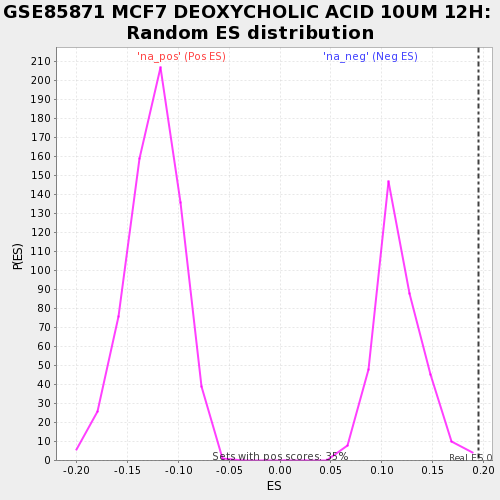 GSE85871 MCF7 DEOXYCHOLIC ACID 10UM 12H:
Random ES distribution
'na_pos' (Pos ES) 'na_neg' (Neg ES)
210
200
190
180
170
160
150
140
130
120
110
100
90
80
70
60
50
40
30
20
10
0
P(ES)
Sets with pos scores: 35%
Real ES 0
-0.20 -0.15 -0.10 -0.05 0.00 0.05 0.10 0.15 0.20
ES